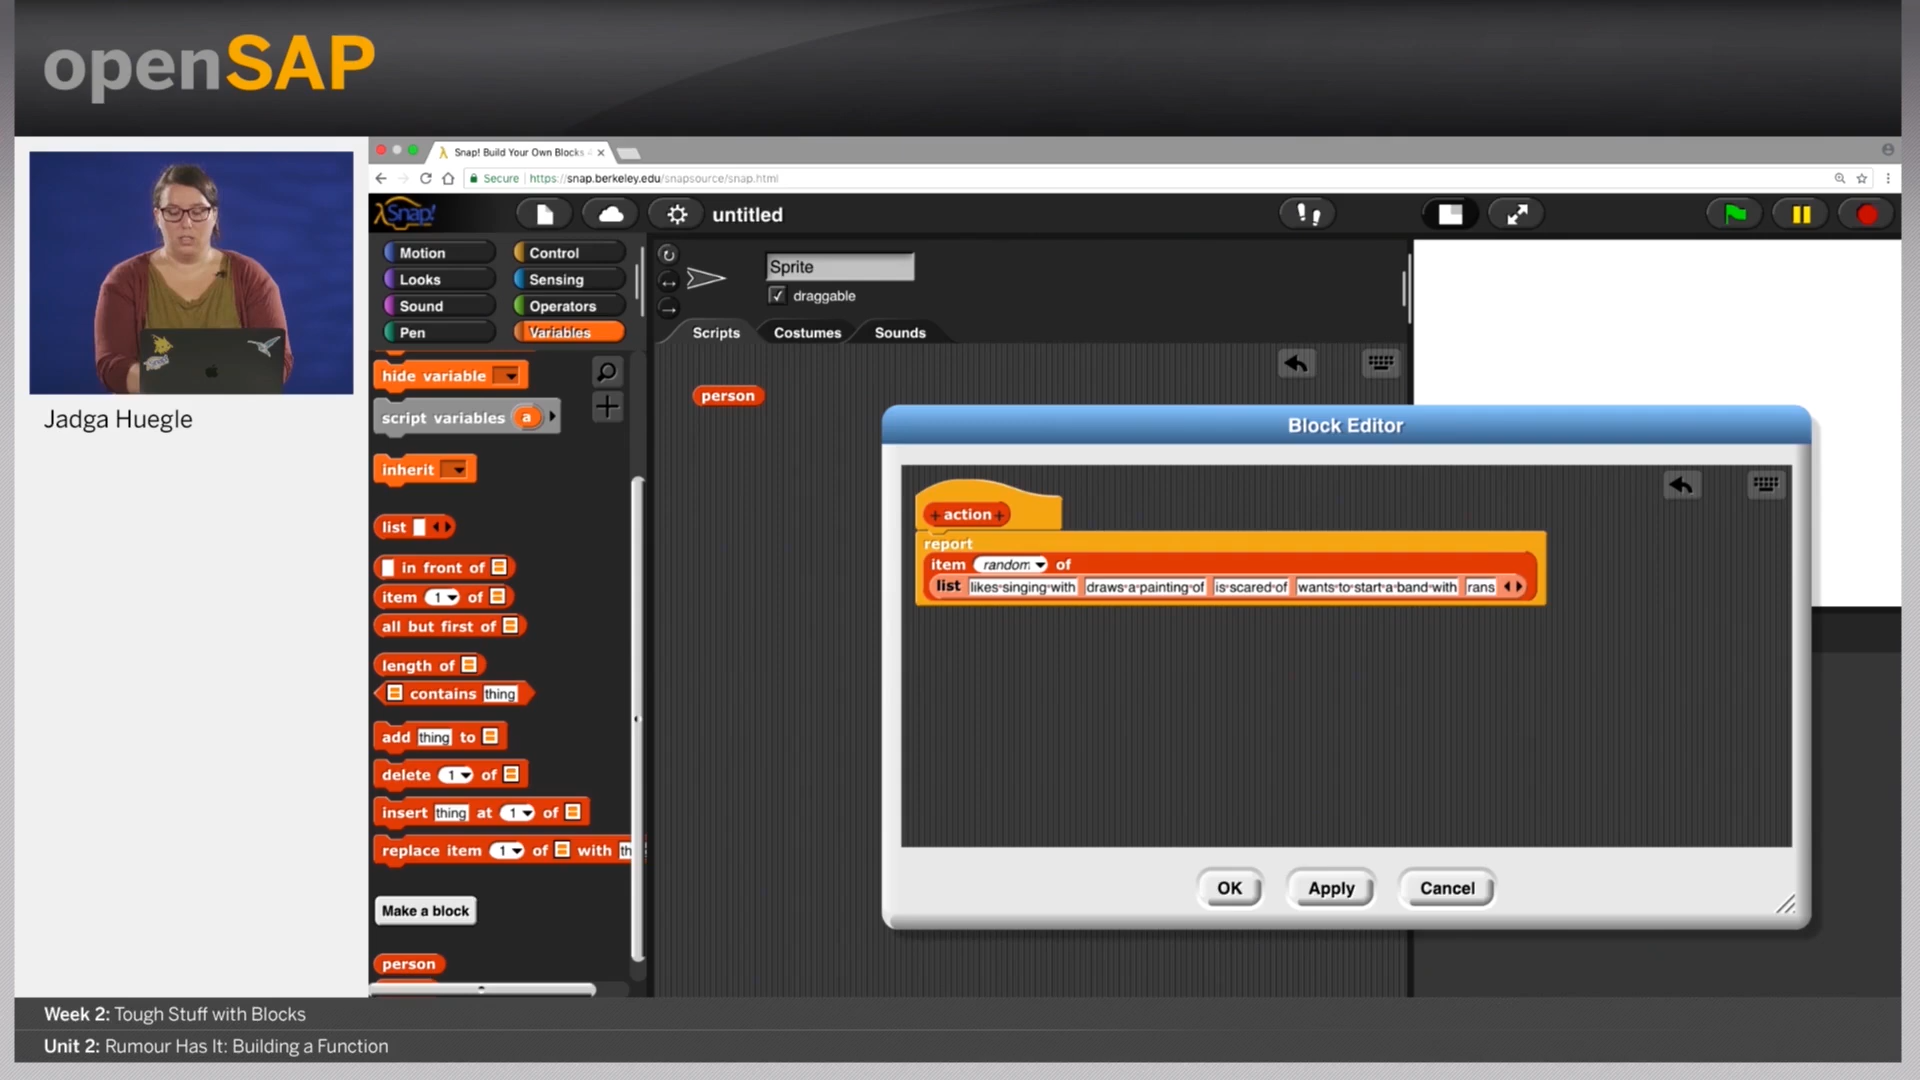 openSAP
Snap! Build Your Own Blocks
Secure https://snap.berkeley.edu/snapsource/snap.html
Snap!
untitled
Motion
Control
Looks
Sensing
Sound
Operators
Pen
Variables
Sprite
draggable
Scripts
Costumes
Sounds
hide variable
script variables a
inherit
list
in front of
item 1 of
all but first of
length of
contains thing
add thing to
delete 1 of
insert thing at 1 of
replace item 1 of with th
Make a block
person
person
Block Editor
+ action +
report
item random of
list likes singing with draws a painting of is scared of wants to start a band with rans
OK
Apply
Cancel
Jadga Huegle
Week 2: Tough Stuff with Blocks
Unit 2: Rumour Has It: Building a Function